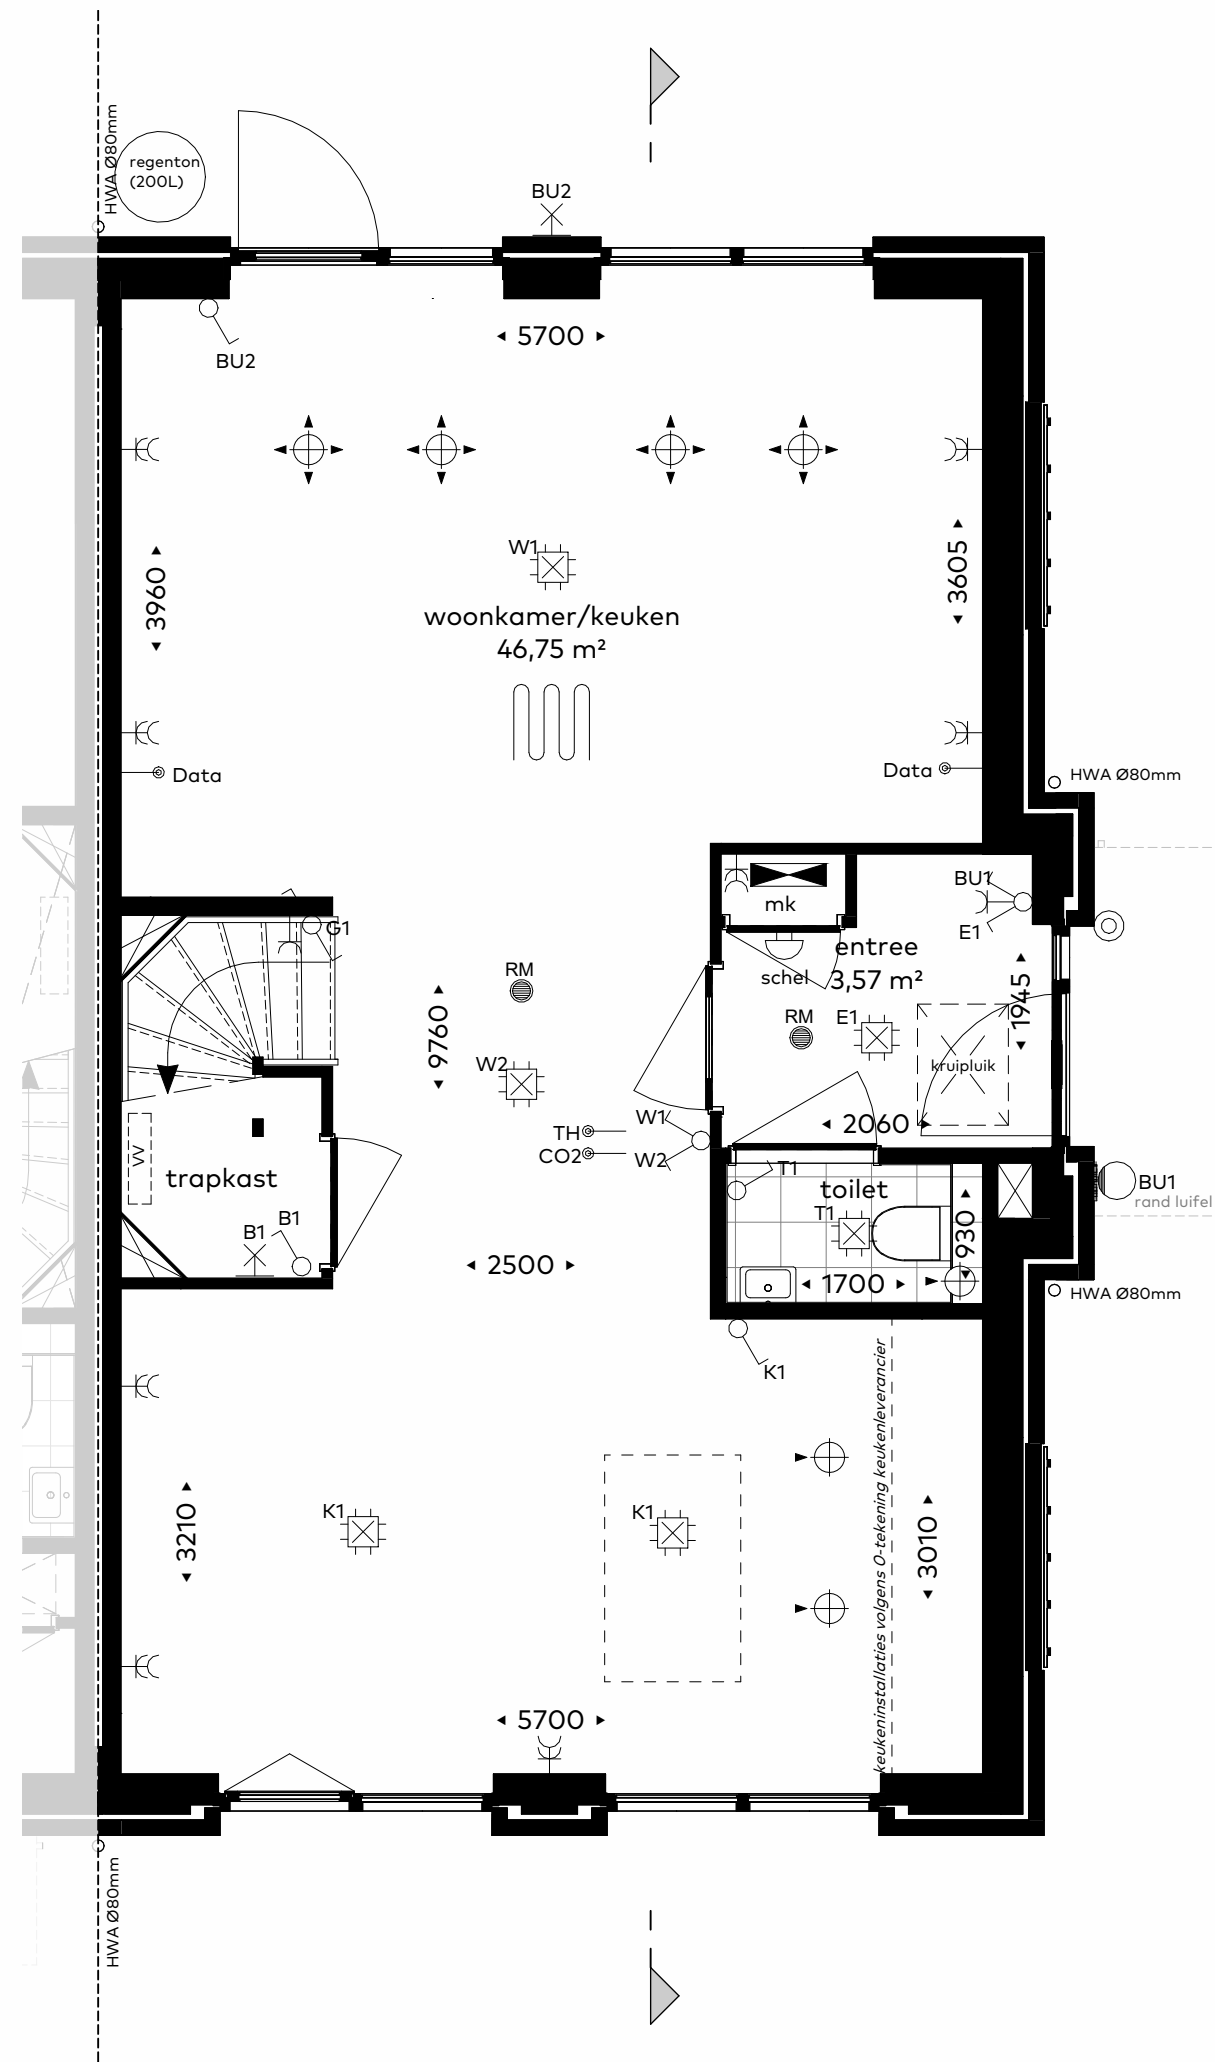 HWA Ø80mm
regenton
(200L)
BU2
BU2
5700
W1
3960
3605
woonkamer/keuken
46,75 m²
Data
Data
HWA Ø80mm
mk
BU1
E1
G1
entree
3,57 m²
schel
RM
RM
E1
1945
9760
W2
kruipluik
W1
TH
CO2
W2
2060
VV
trapkast
T1
toilet
T1
930
BU1
rand luifel
B1
B1
2500
1700
HWA Ø80mm
K1
keukeninstallaties volgens 0-tekening keukenleverancier
3210
K1
K1
3010
5700
HWA Ø80mm